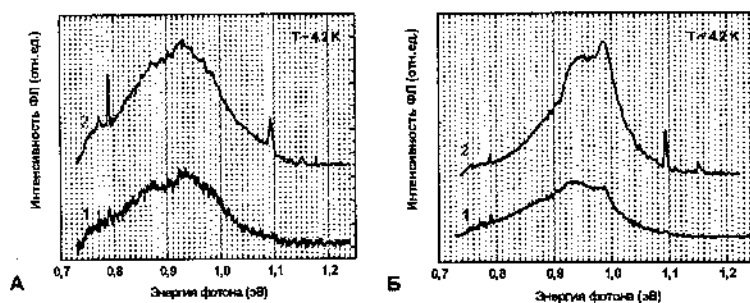 Интенсивность ФЛ (отн.ед.)
T=4.2 K
2
1
0,7 0,8 0,9 1,0 1,1 1,2
Энергия фотона (эВ)
А
Интенсивность ФЛ (отн.ед.)
T=4.2 K
2
1
0,7 0,8 0,9 1,0 1,1 1,2
Энергия фотона (эВ)
Б